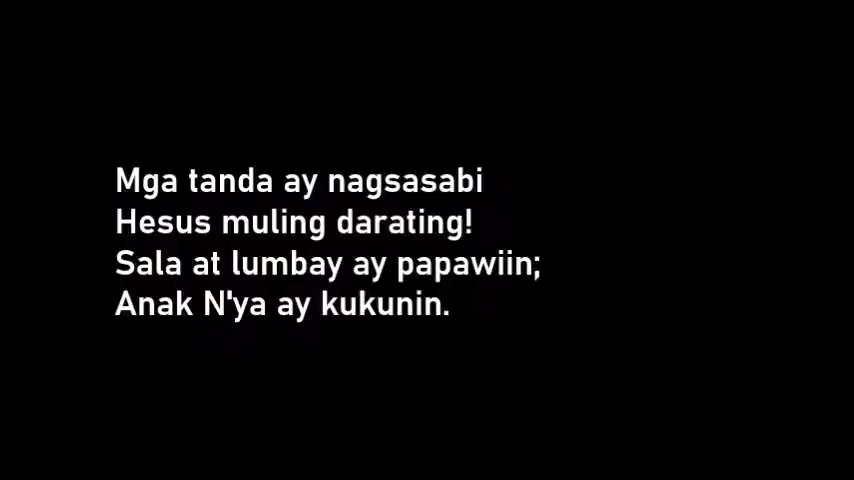 Mga tanda ay nagsasabi
Hesus muling darating!
Sala at lumbay ay papawiin;
Anak N'ya ay kukunin.